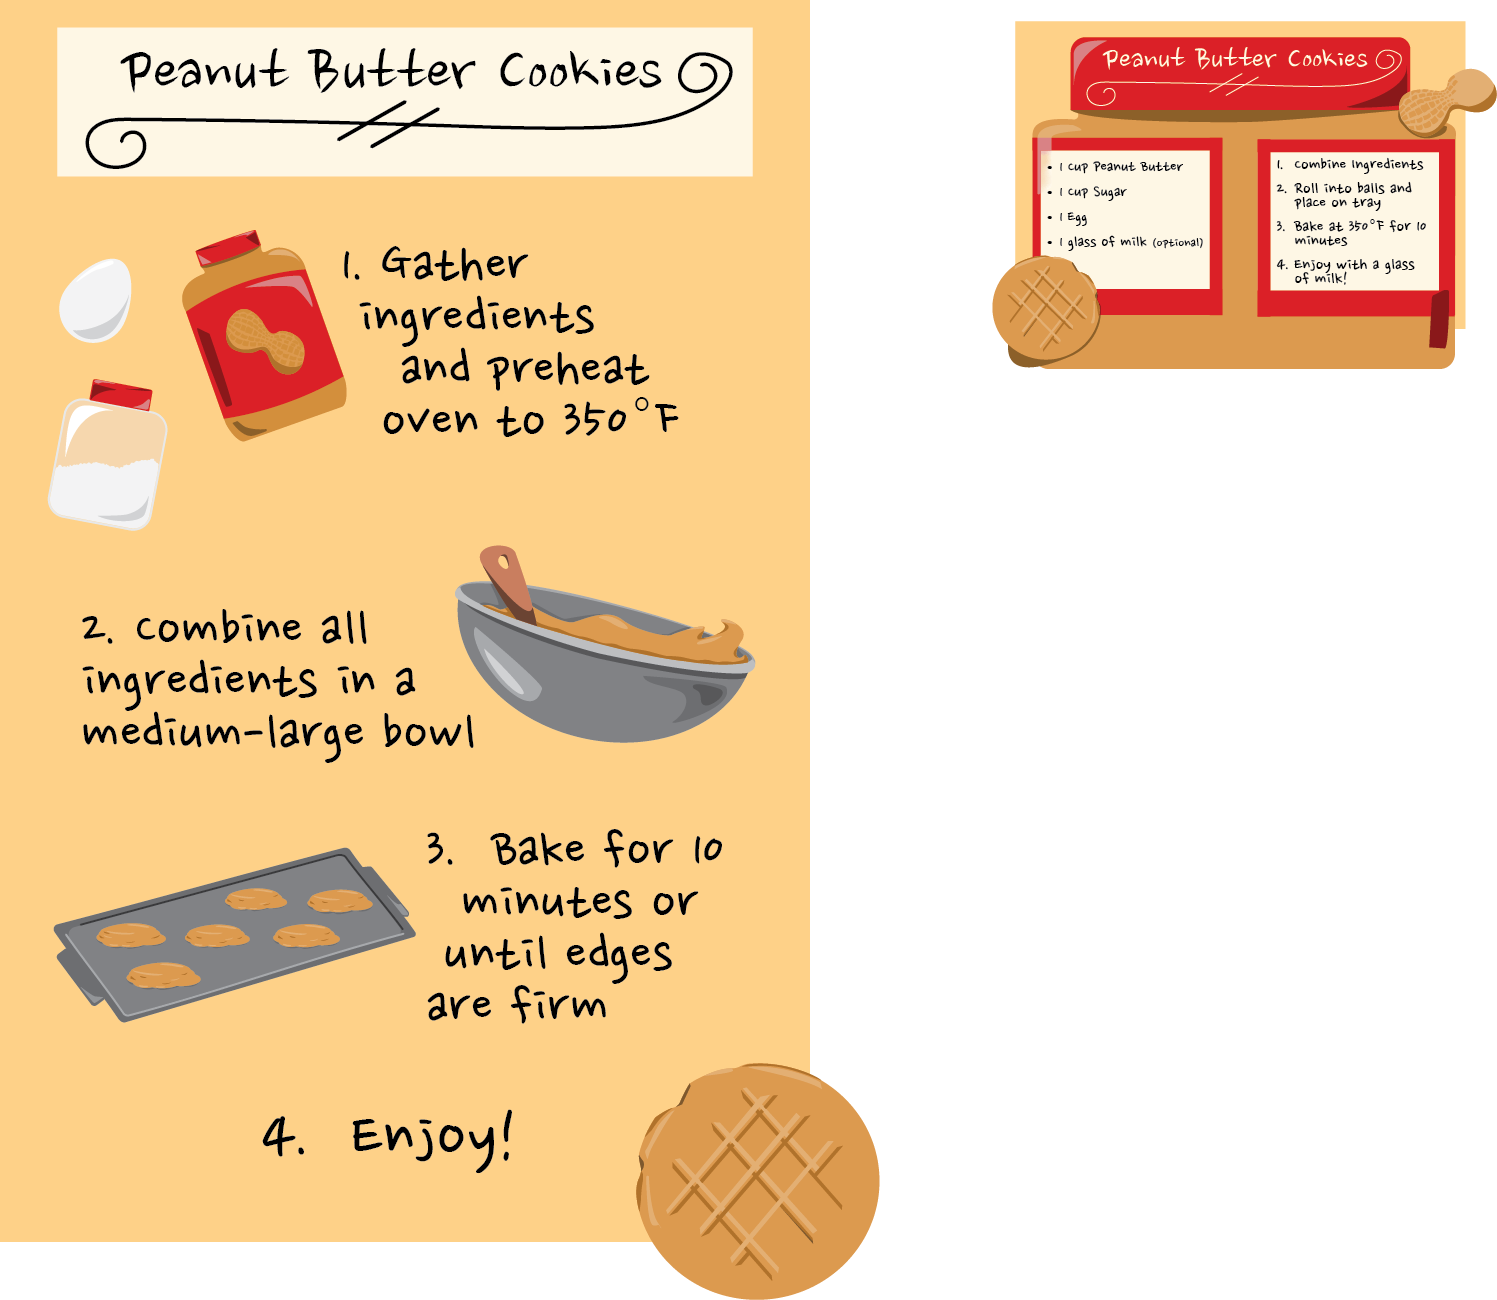 Peanut Butter Cookies
1. Gather
ingredients
and preheat
oven to 350°F
2. Combine all
ingredients in a
medium-large bowl
3. Bake for 10
minutes or
until edges
are firm
4. Enjoy!
Peanut Butter Cookies
• 1 cup Peanut Butter
• 1 cup Sugar
• 1 Egg
• 1 glass of milk (optional)
1. Combine Ingredients
2. Roll into balls and
place on tray
3. Bake at 350°F for 10
minutes
4. Enjoy with a glass
of milk!